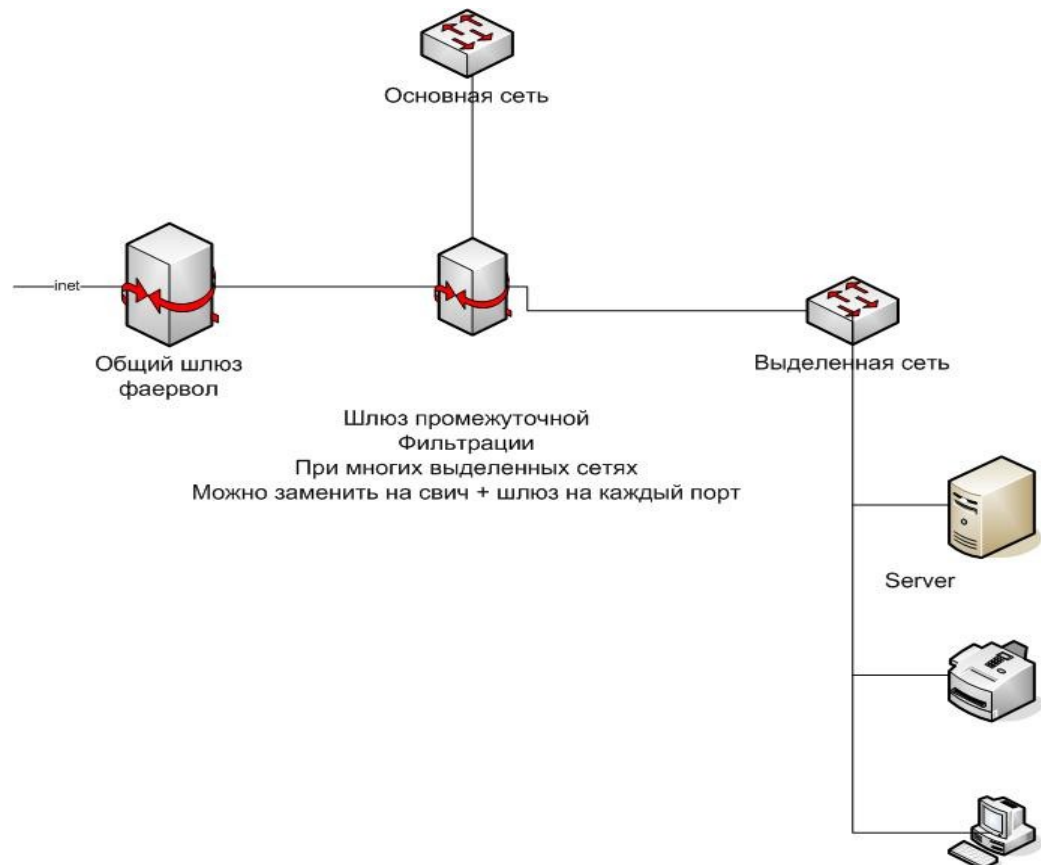 Основная сеть
inet
Общий шлюз
фаервол
Выделенная сеть
Шлюз промежуточной
Фильтрации
При многих выделенных сетях
Можно заменить на свич + шлюз на каждый порт
Server